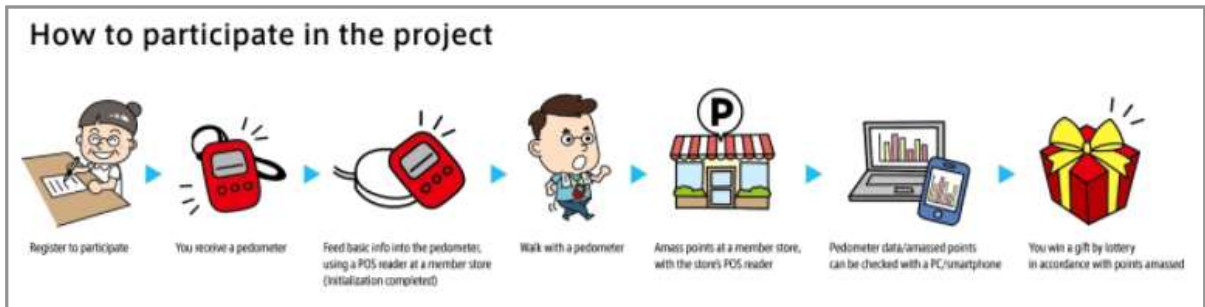 How to participate in the project
P
Register to participate
You receive a pedometer
Feed basic info into the pedometer,
using a POS reader at a member store
(Initialization completed)
Walk with a pedometer
Amass points at a member store,
with the store's POS reader
Pedometer data/amassed points
can be checked with a PC/smartphone
You win a gift by lottery
in accordance with points amassed